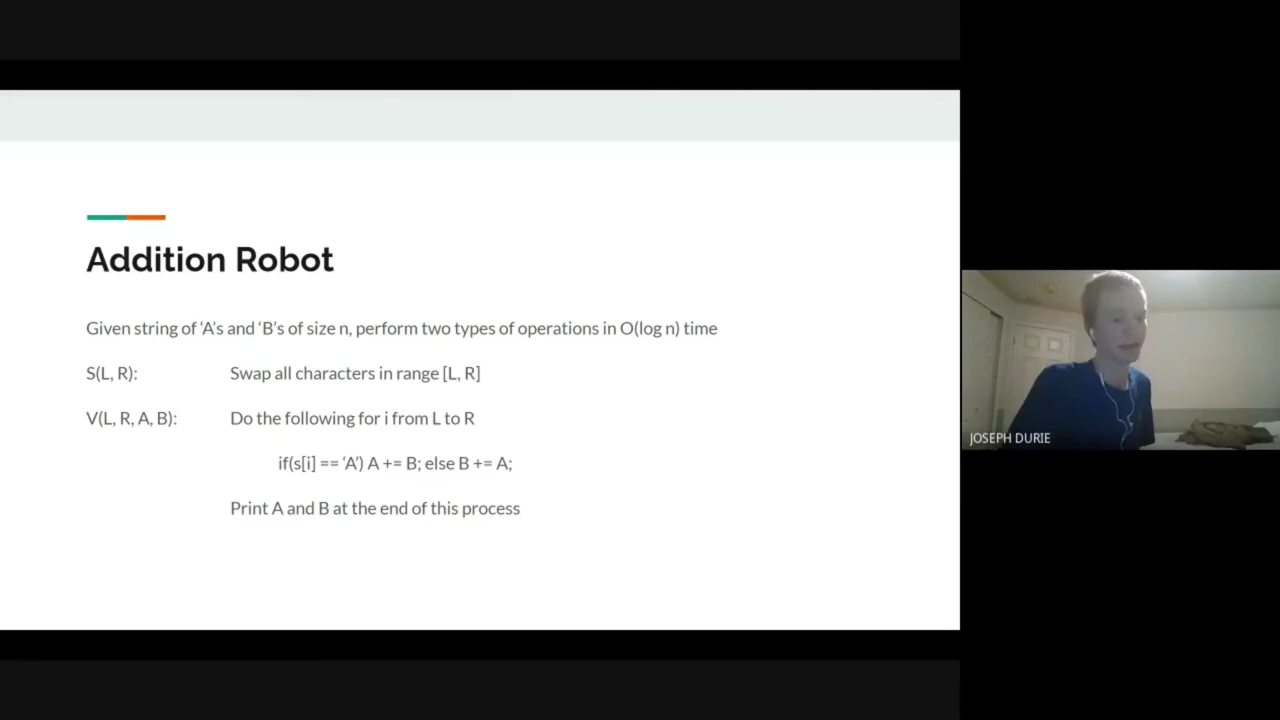 Addition Robot
Given string of ‘A’s and ‘B’s of size n, perform two types of operations in O(log n) time
S(L, R): Swap all characters in range [L, R]
V(L, R, A, B): Do the following for i from L to R
if(s[i] == ‘A’) A += B; else B += A;
Print A and B at the end of this process
JOSEPH DURIE